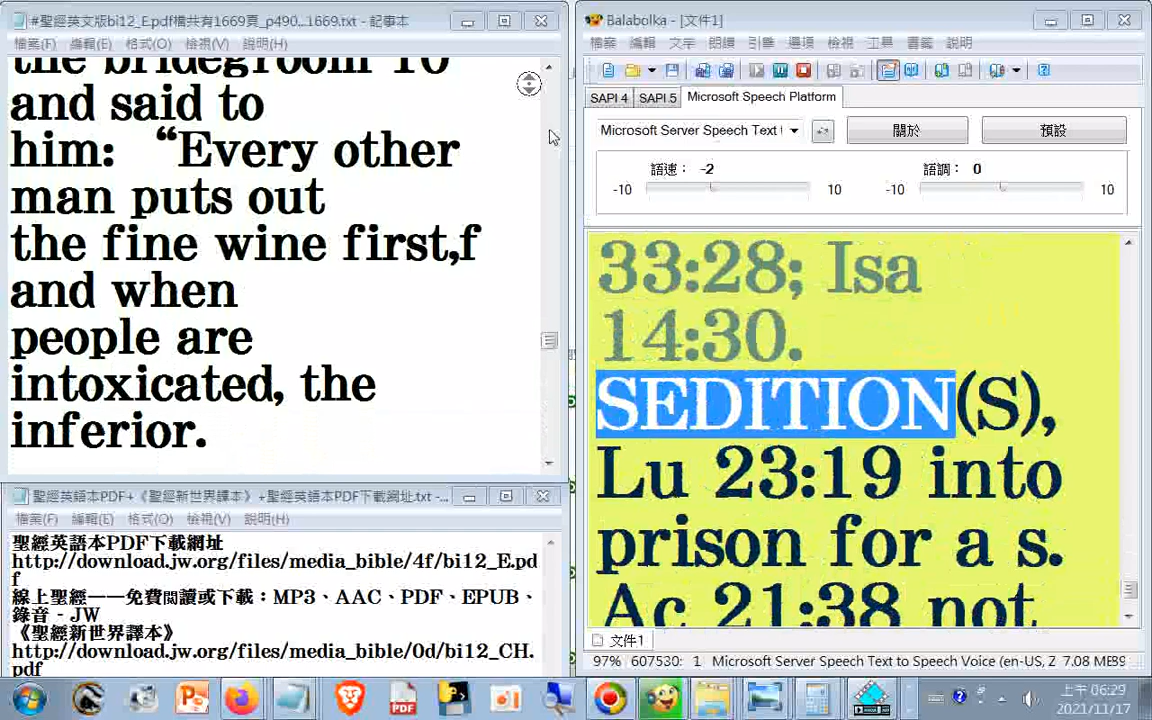 #聖經英文版bi12_E.pdf檔共有1669頁_p490...1669.txt - 記事本
檔案(F) 編輯(E) 格式(O) 檢視(V) 說明(H)
the bridegroom 10
and said to
him: “Every other
man puts out
the fine wine first,f
and when
people are
intoxicated, the
inferior.
聖經英語本PDF+《聖經新世界譯本》+聖經英語本PDF下載網址.txt - ...
檔案(F) 編輯(E) 格式(O) 檢視(V) 說明(H)
聖經英語本PDF下載網址
http://download.jw.org/files/media_bible/4f/bi12_E.pd
f
線上聖經——免費閱讀或下載：MP3、AAC、PDF、EPUB、
錄音 - JW
《聖經新世界譯本》
http://download.jw.org/files/media_bible/0d/bi12_CH.
pdf
Balabolka - [文件1]
檔案 編輯 文字 朗讀 引擎 選項 檢視 工具 書籤 說明
SAPI 4 SAPI 5 Microsoft Speech Platform
Microsoft Server Speech Text 關於 預設
語速： -2 語調： 0
-10 10 -10 10
33:28; Isa
14:30.
SEDITION(S),
Lu 23:19 into
prison for a s.
Ac 21:38 not
文件1
97% 607530: 1 Microsoft Server Speech Text to Speech Voice (en-US, Z 7.08 MB
上午 06:29
2021/11/17